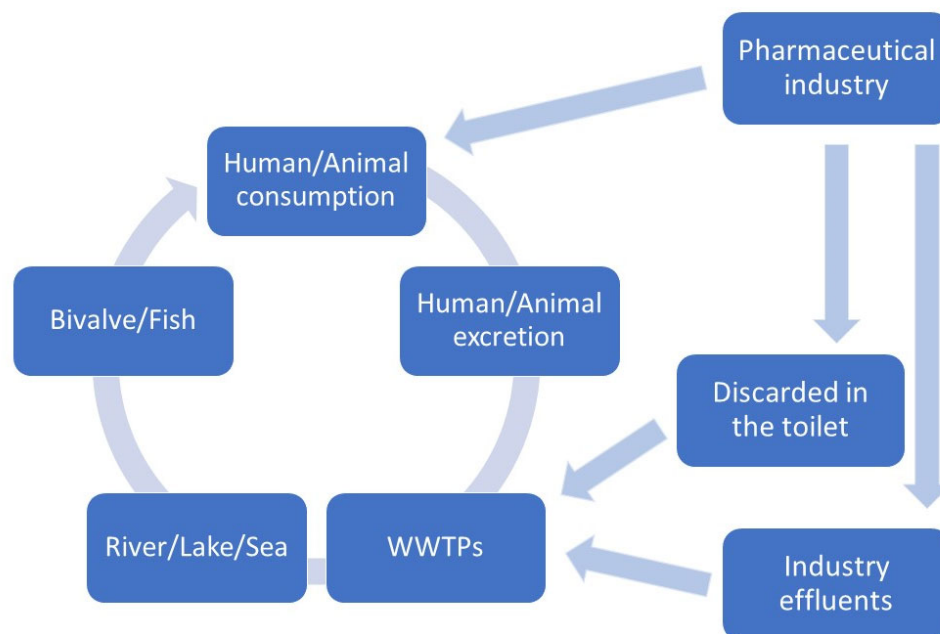 Pharmaceutical
industry
Human/Animal
consumption
Bivalve/Fish
Human/Animal
excretion
Discarded in
the toilet
River/Lake/Sea
WWTPs
Industry
effluents